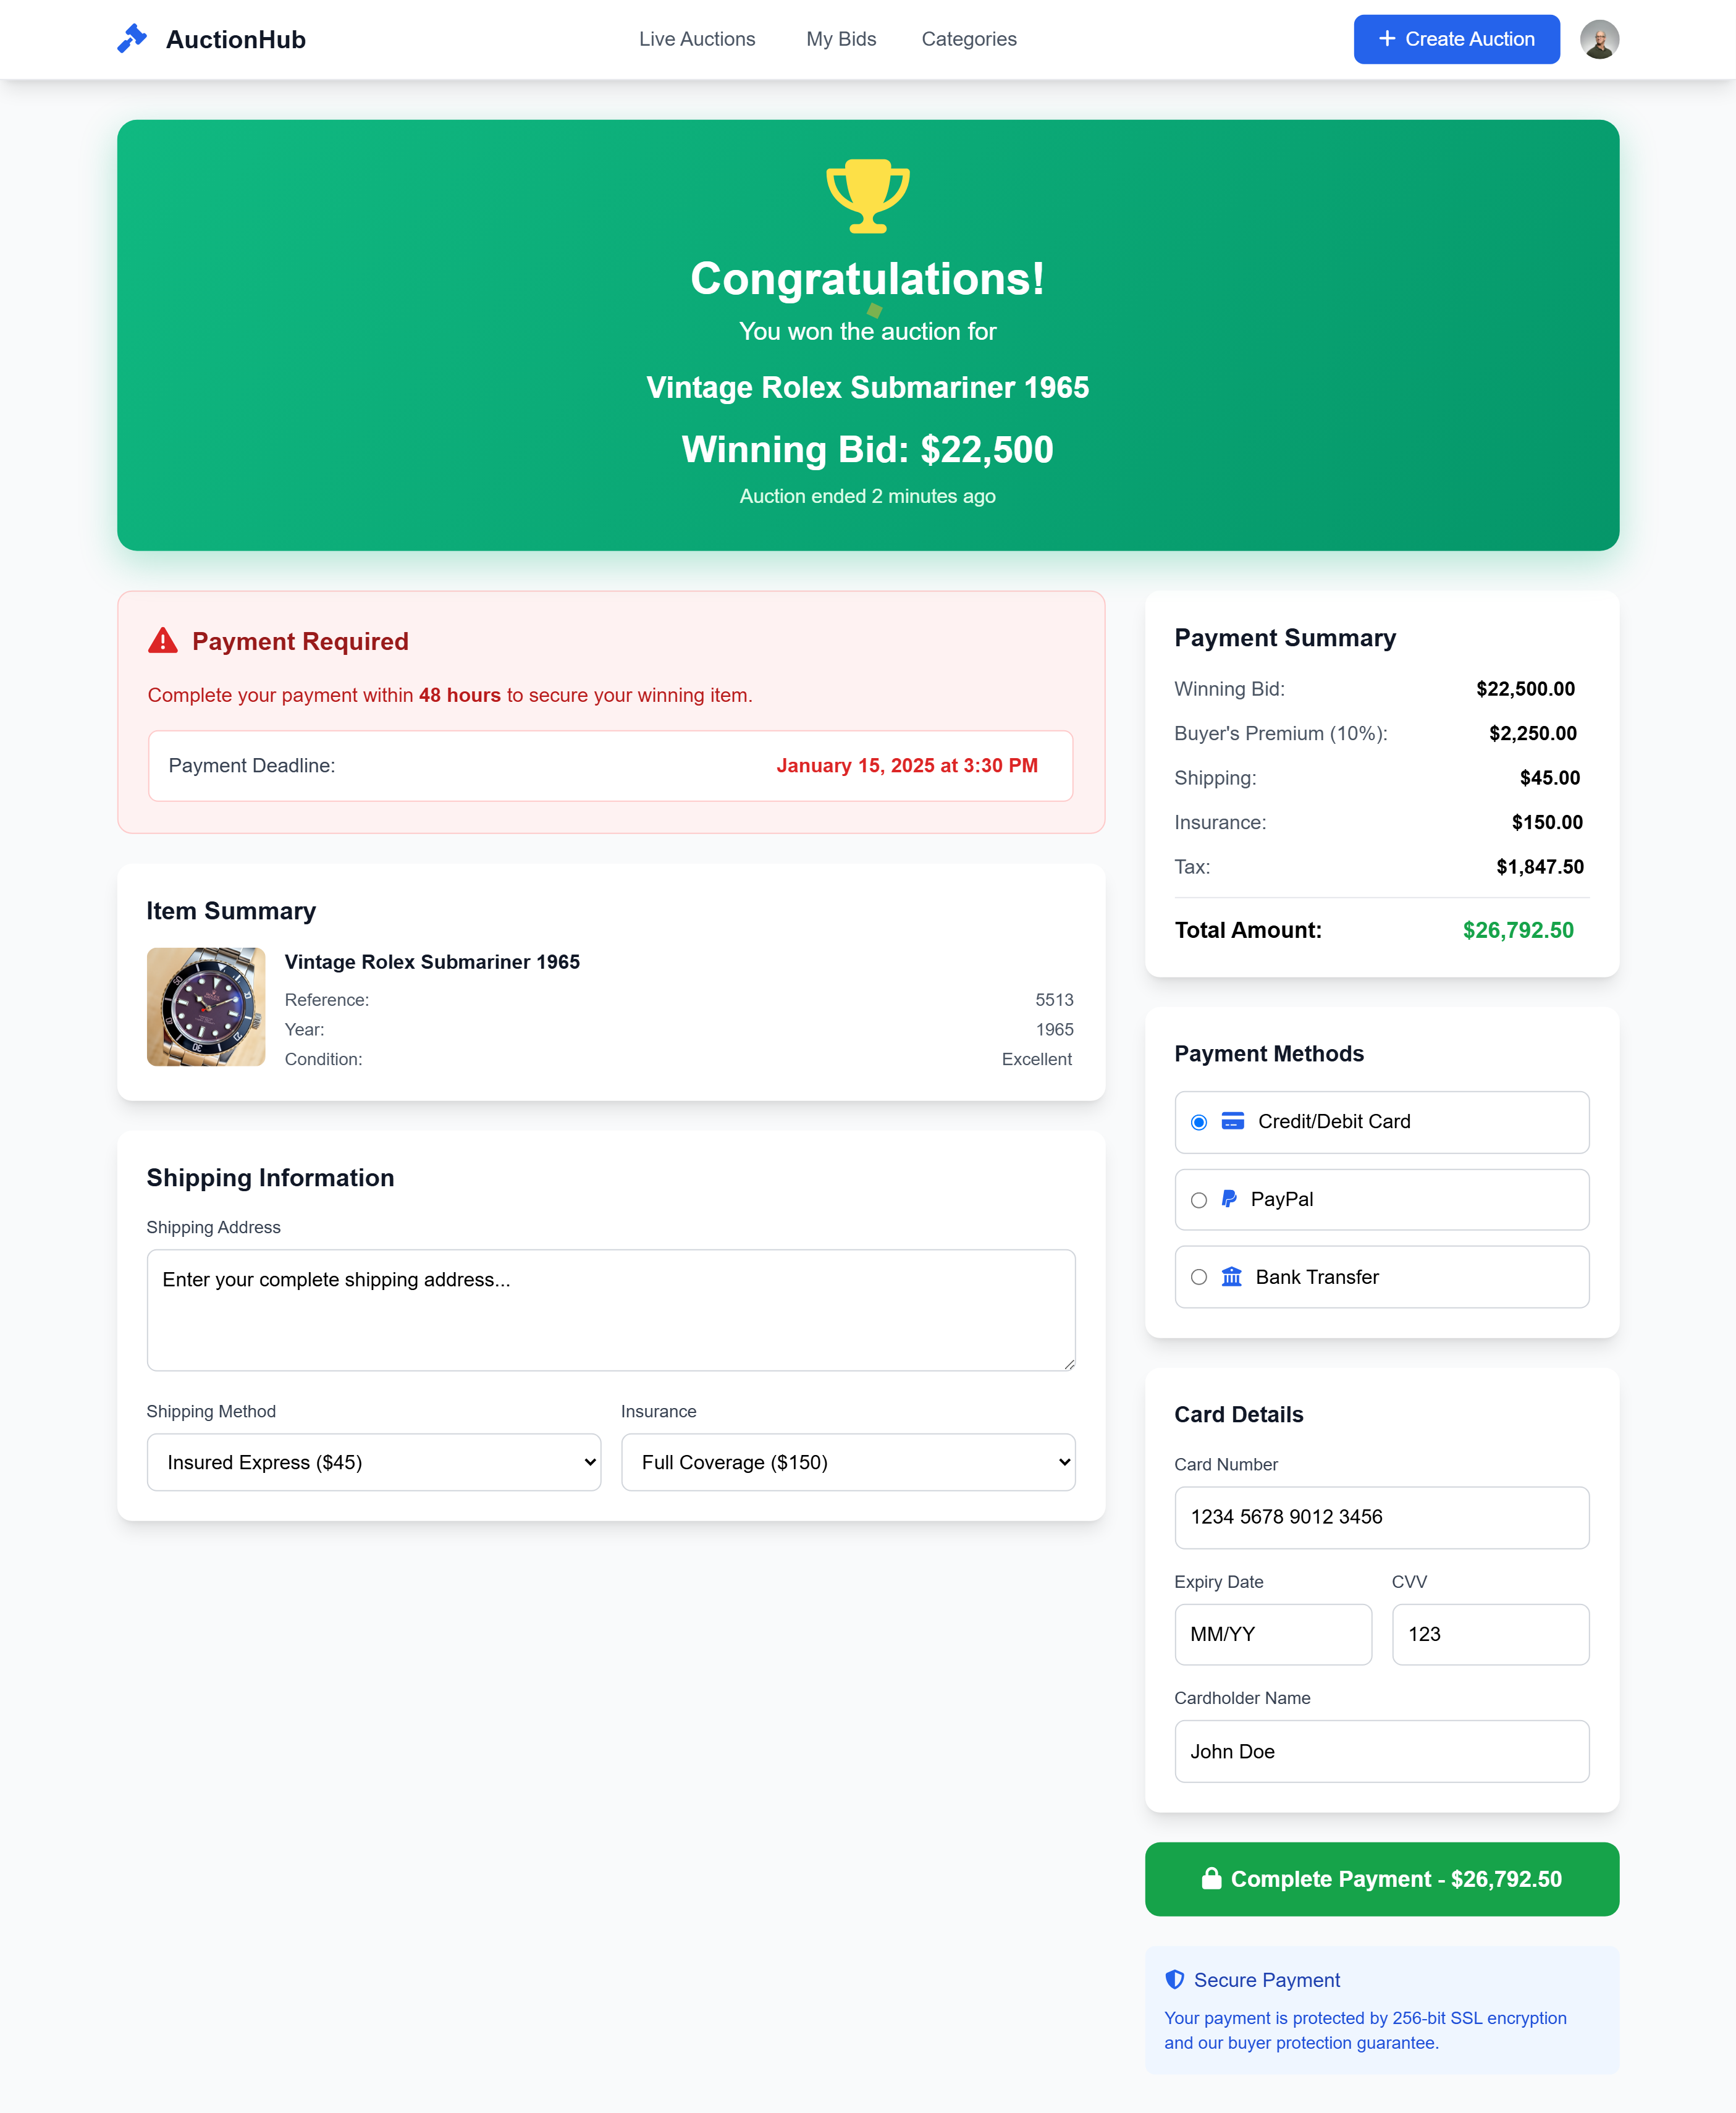 AuctionHub
Live Auctions
My Bids
Categories
Create Auction
Congratulations!
You won the auction for
Vintage Rolex Submariner 1965
Winning Bid: $22,500
Auction ended 2 minutes ago
Payment Required
Complete your payment within 48 hours to secure your winning item.
Payment Deadline: January 15, 2025 at 3:30 PM
Item Summary
Vintage Rolex Submariner 1965
Reference: 5513
Year: 1965
Condition: Excellent
Shipping Information
Shipping Address
Enter your complete shipping address...
Shipping Method
Insured Express ($45)
Insurance
Full Coverage ($150)
Payment Summary
Winning Bid: $22,500.00
Buyer's Premium (10%): $2,250.00
Shipping: $45.00
Insurance: $150.00
Tax: $1,847.50
Total Amount: $26,792.50
Payment Methods
Credit/Debit Card
PayPal
Bank Transfer
Card Details
Card Number
1234 5678 9012 3456
Expiry Date
MM/YY
CVV
123
Cardholder Name
John Doe
Complete Payment - $26,792.50
Secure Payment
Your payment is protected by 256-bit SSL encryption
and our buyer protection guarantee.